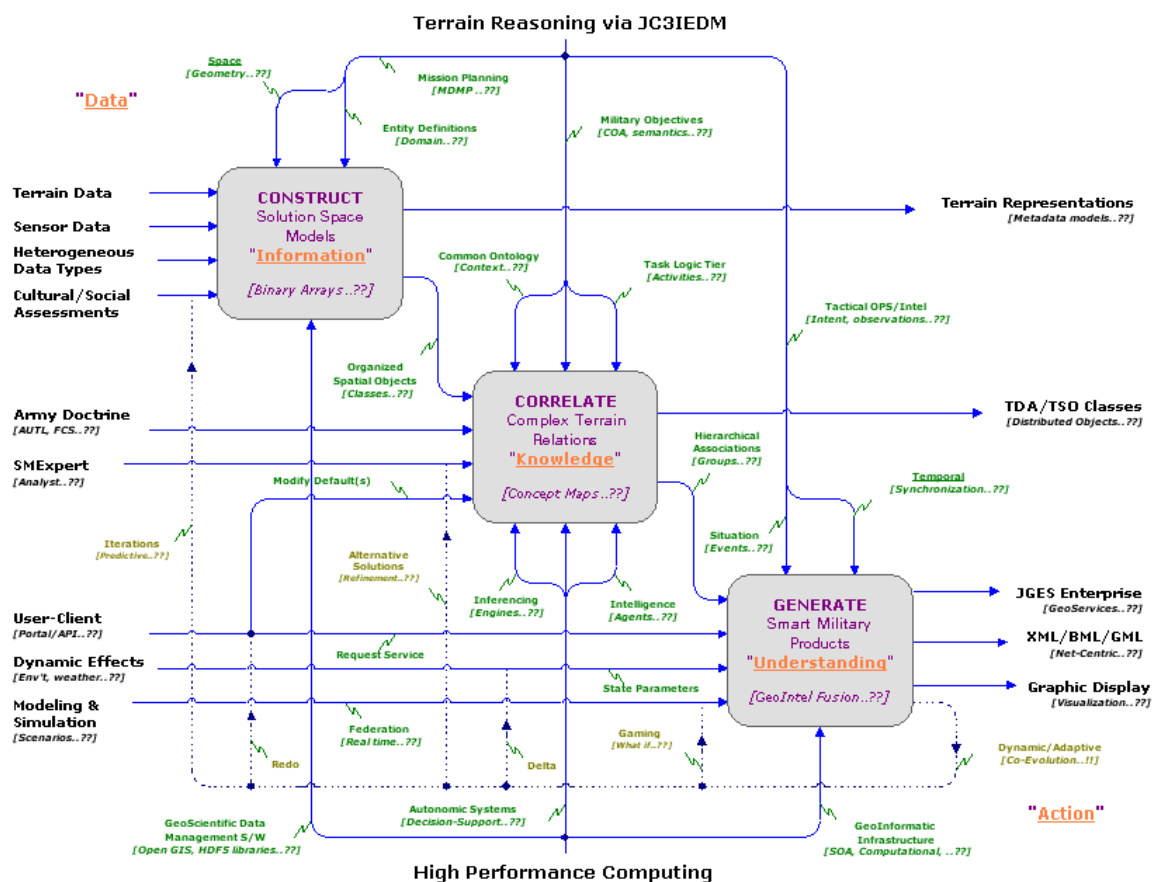 Terrain Reasoning via JC3IEDM
Space
[Geometry..??]
Mission Planning
[MDMP ..??]
"Data"
Entity Definitions
[Domain..??]
Military Objectives
[COA, semantics..??]
Terrain Data
Sensor Data
Heterogeneous
Data Types
Cultural/Social
Assessments
CONSTRUCT
Solution Space
Models
"Information"
[Binary Arrays..??]
Terrain Representations
[Metadata models..??]
Common Ontology
[Context..??]
Task Logic Tier
[Activities..??]
Tactical OPS/Intel
[Intent, observations..??]
Organized
Spatial Objects
[Classes..??]
Army Doctrine
[AUTL, FCS..??]
SMExpert
[Analyst..??]
Modify Default(s)
CORRELATE
Complex Terrain
Relations
"Knowledge"
[Concept Maps..??]
TDA/TSO Classes
[Distributed Objects..??]
Hierarchical
Associations
[Groups..??]
Temporal
[Synchronization..??]
Iterations
[Predictive..??]
Alternative
Solutions
[Refinement..??]
Situation
[Events..??]
Inferencing
[Engines..??]
Intelligence
[Agents..??]
User-Client
[Portal/API..??]
Request Service
Dynamic Effects
[Env't, weather..??]
State Parameters
Modeling &
Simulation
[Scenarios..??]
GENERATE
Smart Military
Products
"Understanding"
[GeoIntel Fusion..??]
JGES Enterprise
[GeoServices..??]
XML/BML/GML
[Net-Centric..??]
Graphic Display
[Visualization..??]
Federation
[Real time..??]
Redo
Delta
Gaming
[What if..??]
Dynamic/Adaptive
[Co-Evolution..!!]
GeoScientific Data
Management S/W
[Open GIS, HDF5 libraries..??]
Autonomic Systems
[Decision-Support..??]
GeoInformatic
Infrastructure
[SOA, Computational, ..??]
"Action"
High Performance Computing